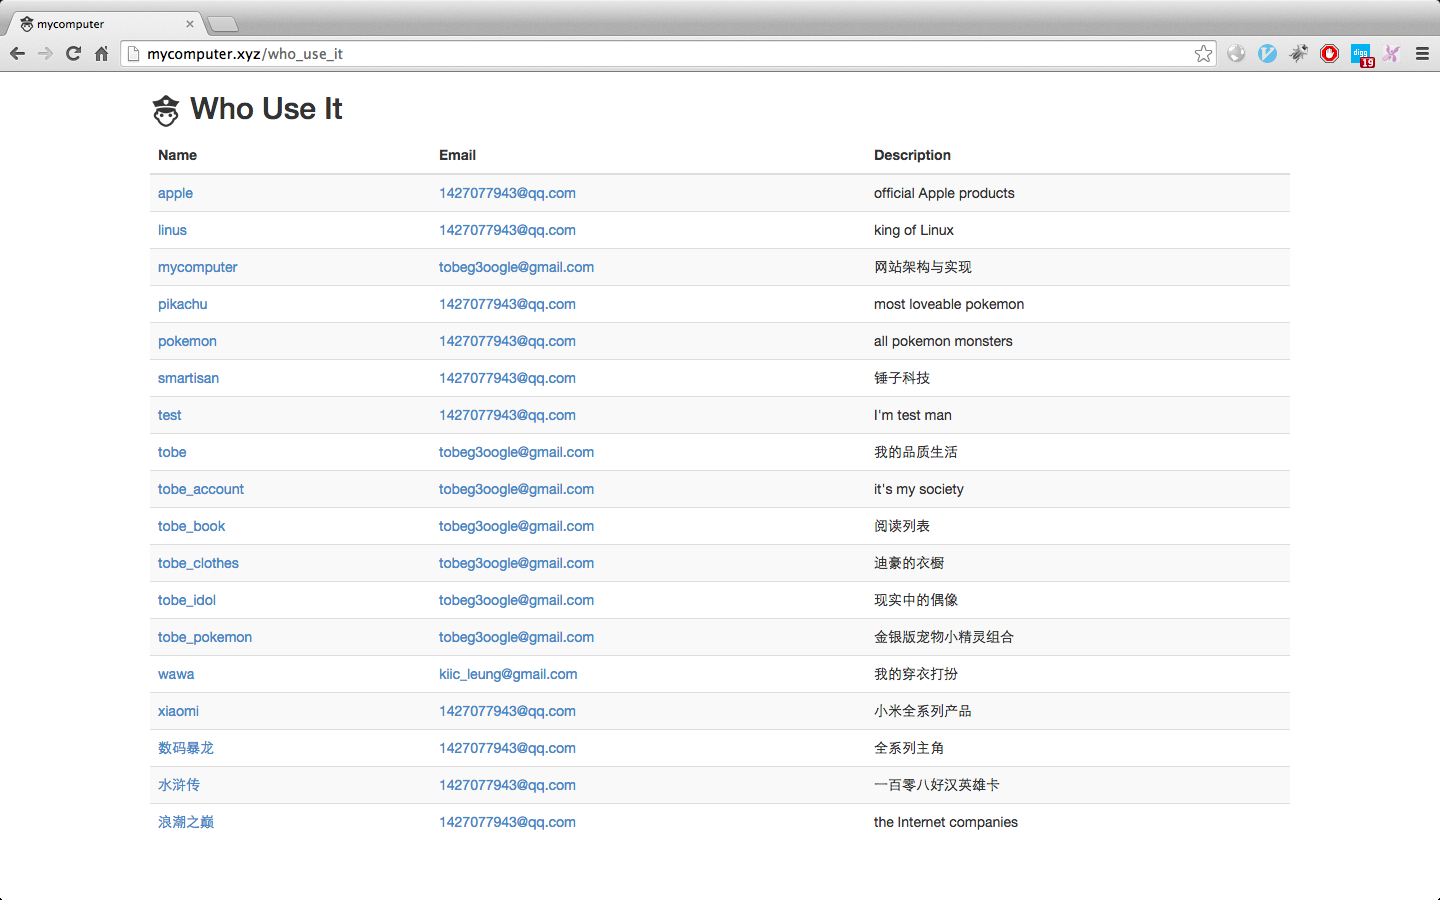 mycomputer
mycomputer.xyz/who_use_it
digg
19
Who Use It
Name Email Description
apple 1427077943@qq.com official Apple products
linus 1427077943@qq.com king of Linux
mycomputer tobeg3oogle@gmail.com 网站架构与实现
pikachu 1427077943@qq.com most loveable pokemon
pokemon 1427077943@qq.com all pokemon monsters
smartisan 1427077943@qq.com 锤子科技
test 1427077943@qq.com I'm test man
tobe tobeg3oogle@gmail.com 我的品质生活
tobe_account tobeg3oogle@gmail.com it's my society
tobe_book tobeg3oogle@gmail.com 阅读列表
tobe_clothes tobeg3oogle@gmail.com 迪豪的衣橱
tobe_idol tobeg3oogle@gmail.com 现实中的偶像
tobe_pokemon tobeg3oogle@gmail.com 金银版宠物小精灵组合
wawa kiic_leung@gmail.com 我的穿衣打扮
xiaomi 1427077943@qq.com 小米全系列产品
数码暴龙 1427077943@qq.com 全系列主角
水浒传 1427077943@qq.com 一百零八好汉英雄卡
浪潮之巅 1427077943@qq.com the Internet companies